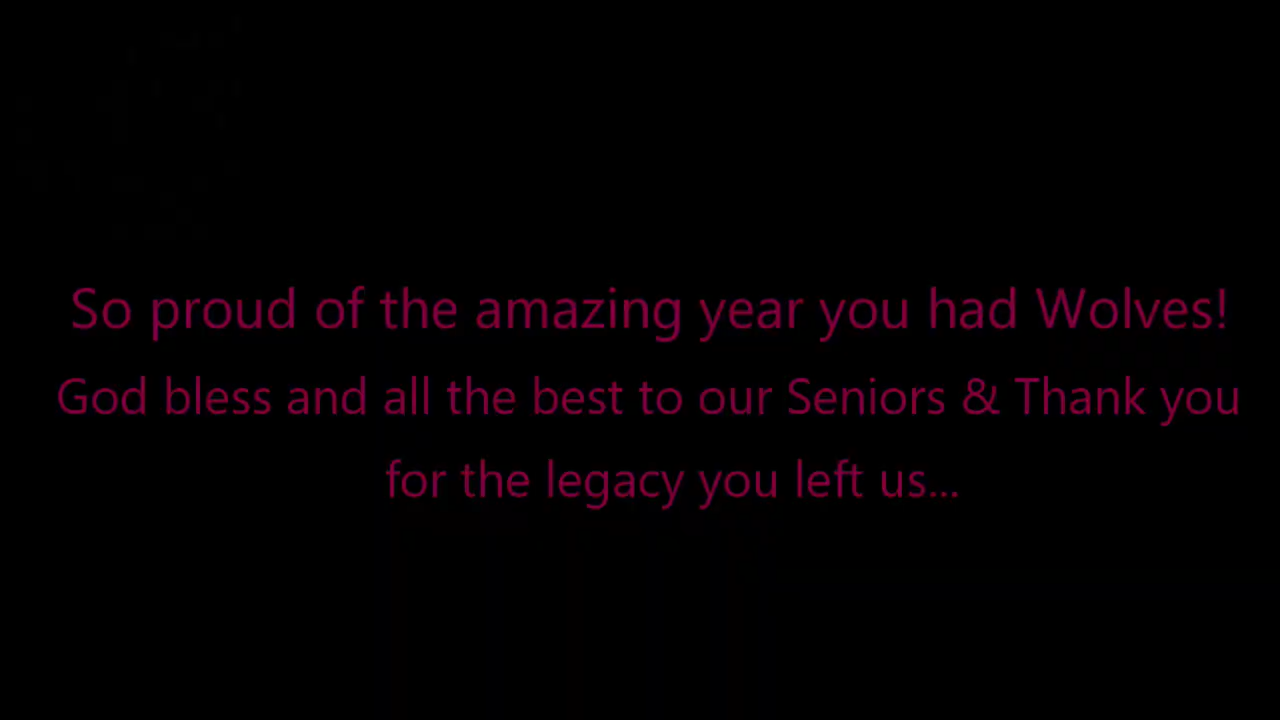 So proud of the amazing year you had Wolves!
God bless and all the best to our Seniors & Thank you
for the legacy you left us...